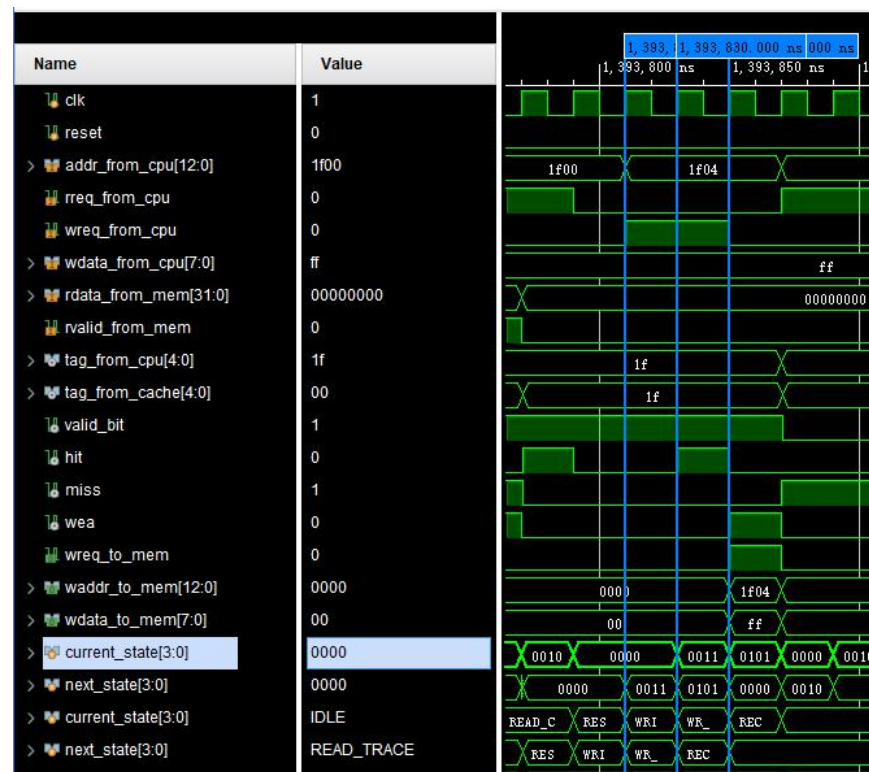 1, 393, 1, 393, 830.000 ns 000 ns
Name Value 1, 393, 800 ns 1, 393, 850 ns
clk 1
reset 0
addr_from_cpu[12:0] 1f00 1f00 1f04
rreq_from_cpu 0
wreq_from_cpu 0
wdata_from_cpu[7:0] ff ff
rdata_from_mem[31:0] 00000000 00000000
rvalid_from_mem 0
tag_from_cpu[4:0] 1f 1f
tag_from_cache[4:0] 00 1f
valid_bit 1
hit 0
miss 1
wea 0
wreq_to_mem 0
waddr_to_mem[12:0] 0000 0000 1f04
wdata_to_mem[7:0] 00 00 ff
current_state[3:0] 0000 0010 0000 0011 0101 0000 0010
next_state[3:0] 0000 0000 0011 0101 0000 0010
current_state[3:0] IDLE READ_C RES WRI WR_ REC
next_state[3:0] READ_TRACE RES WRI WR_ REC